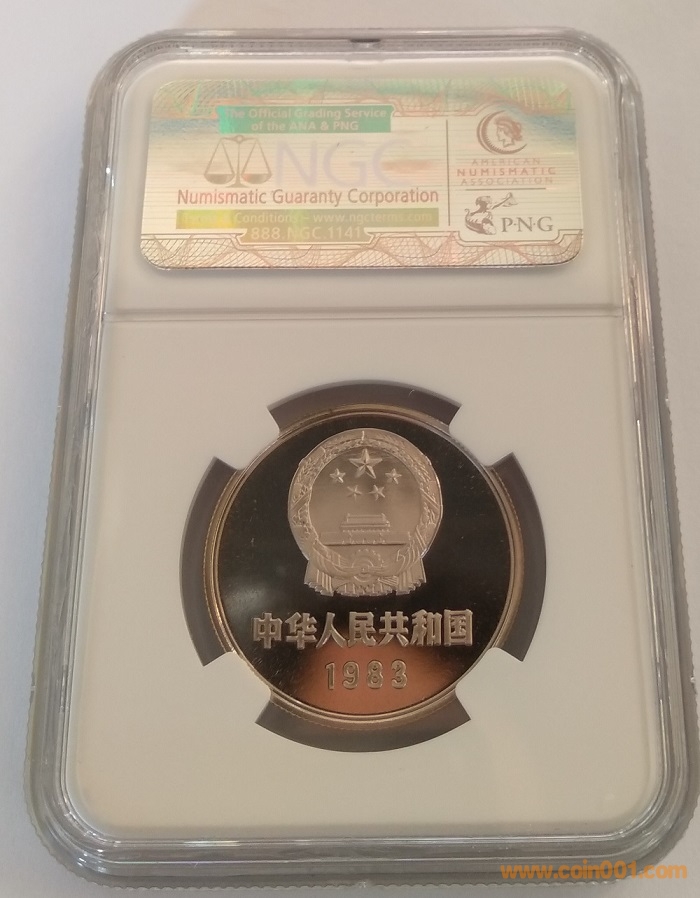 The Official Grading Service
of the ANA & PNG
NGC
Numismatic Guaranty Corporation
Terms & Conditions – www.ngcterms.com
888.NGC.1141
AMERICAN
NUMISMATIC
ASSOCIATION
P·N·G
中华人民共和国
1983
www.coin001.com